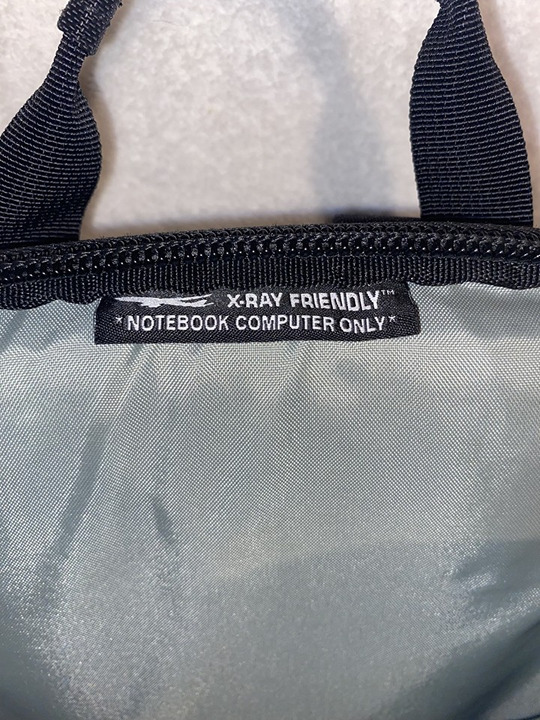 X-RAY FRIENDLY™
*NOTEBOOK COMPUTER ONLY*